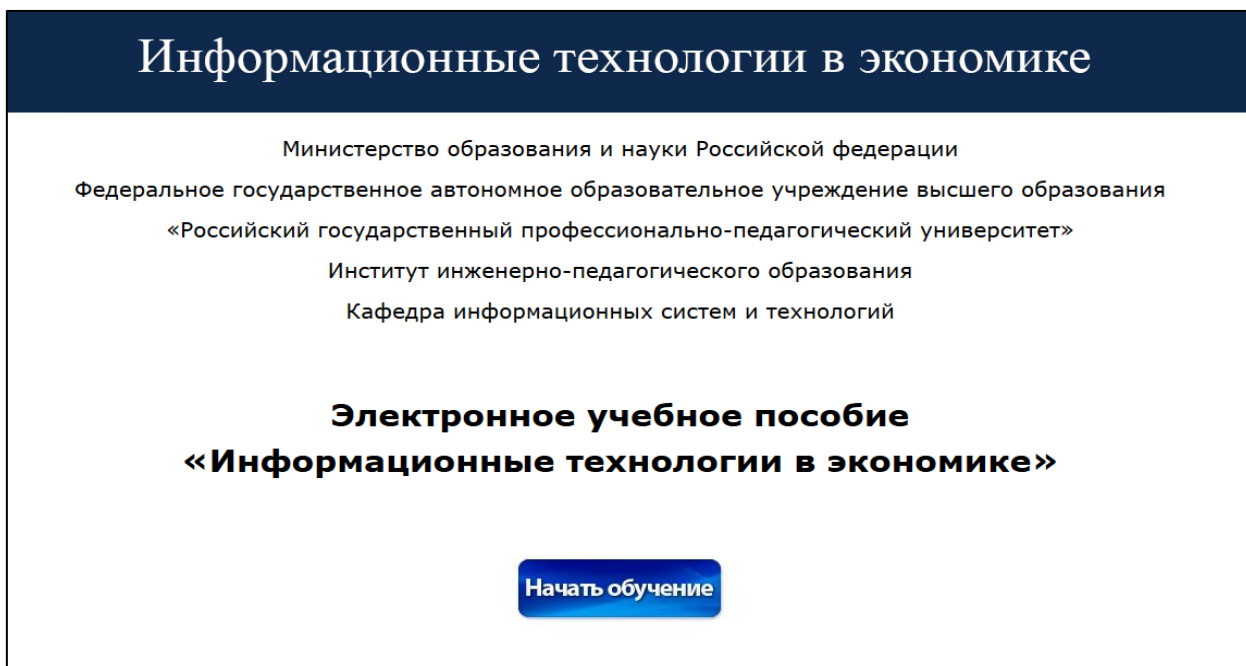 Информационные технологии в экономике
Министерство образования и науки Российской федерации
Федеральное государственное автономное образовательное учреждение высшего образования
«Российский государственный профессионально-педагогический университет»
Институт инженерно-педагогического образования
Кафедра информационных систем и технологий
Электронное учебное пособие
«Информационные технологии в экономике»
Начать обучение